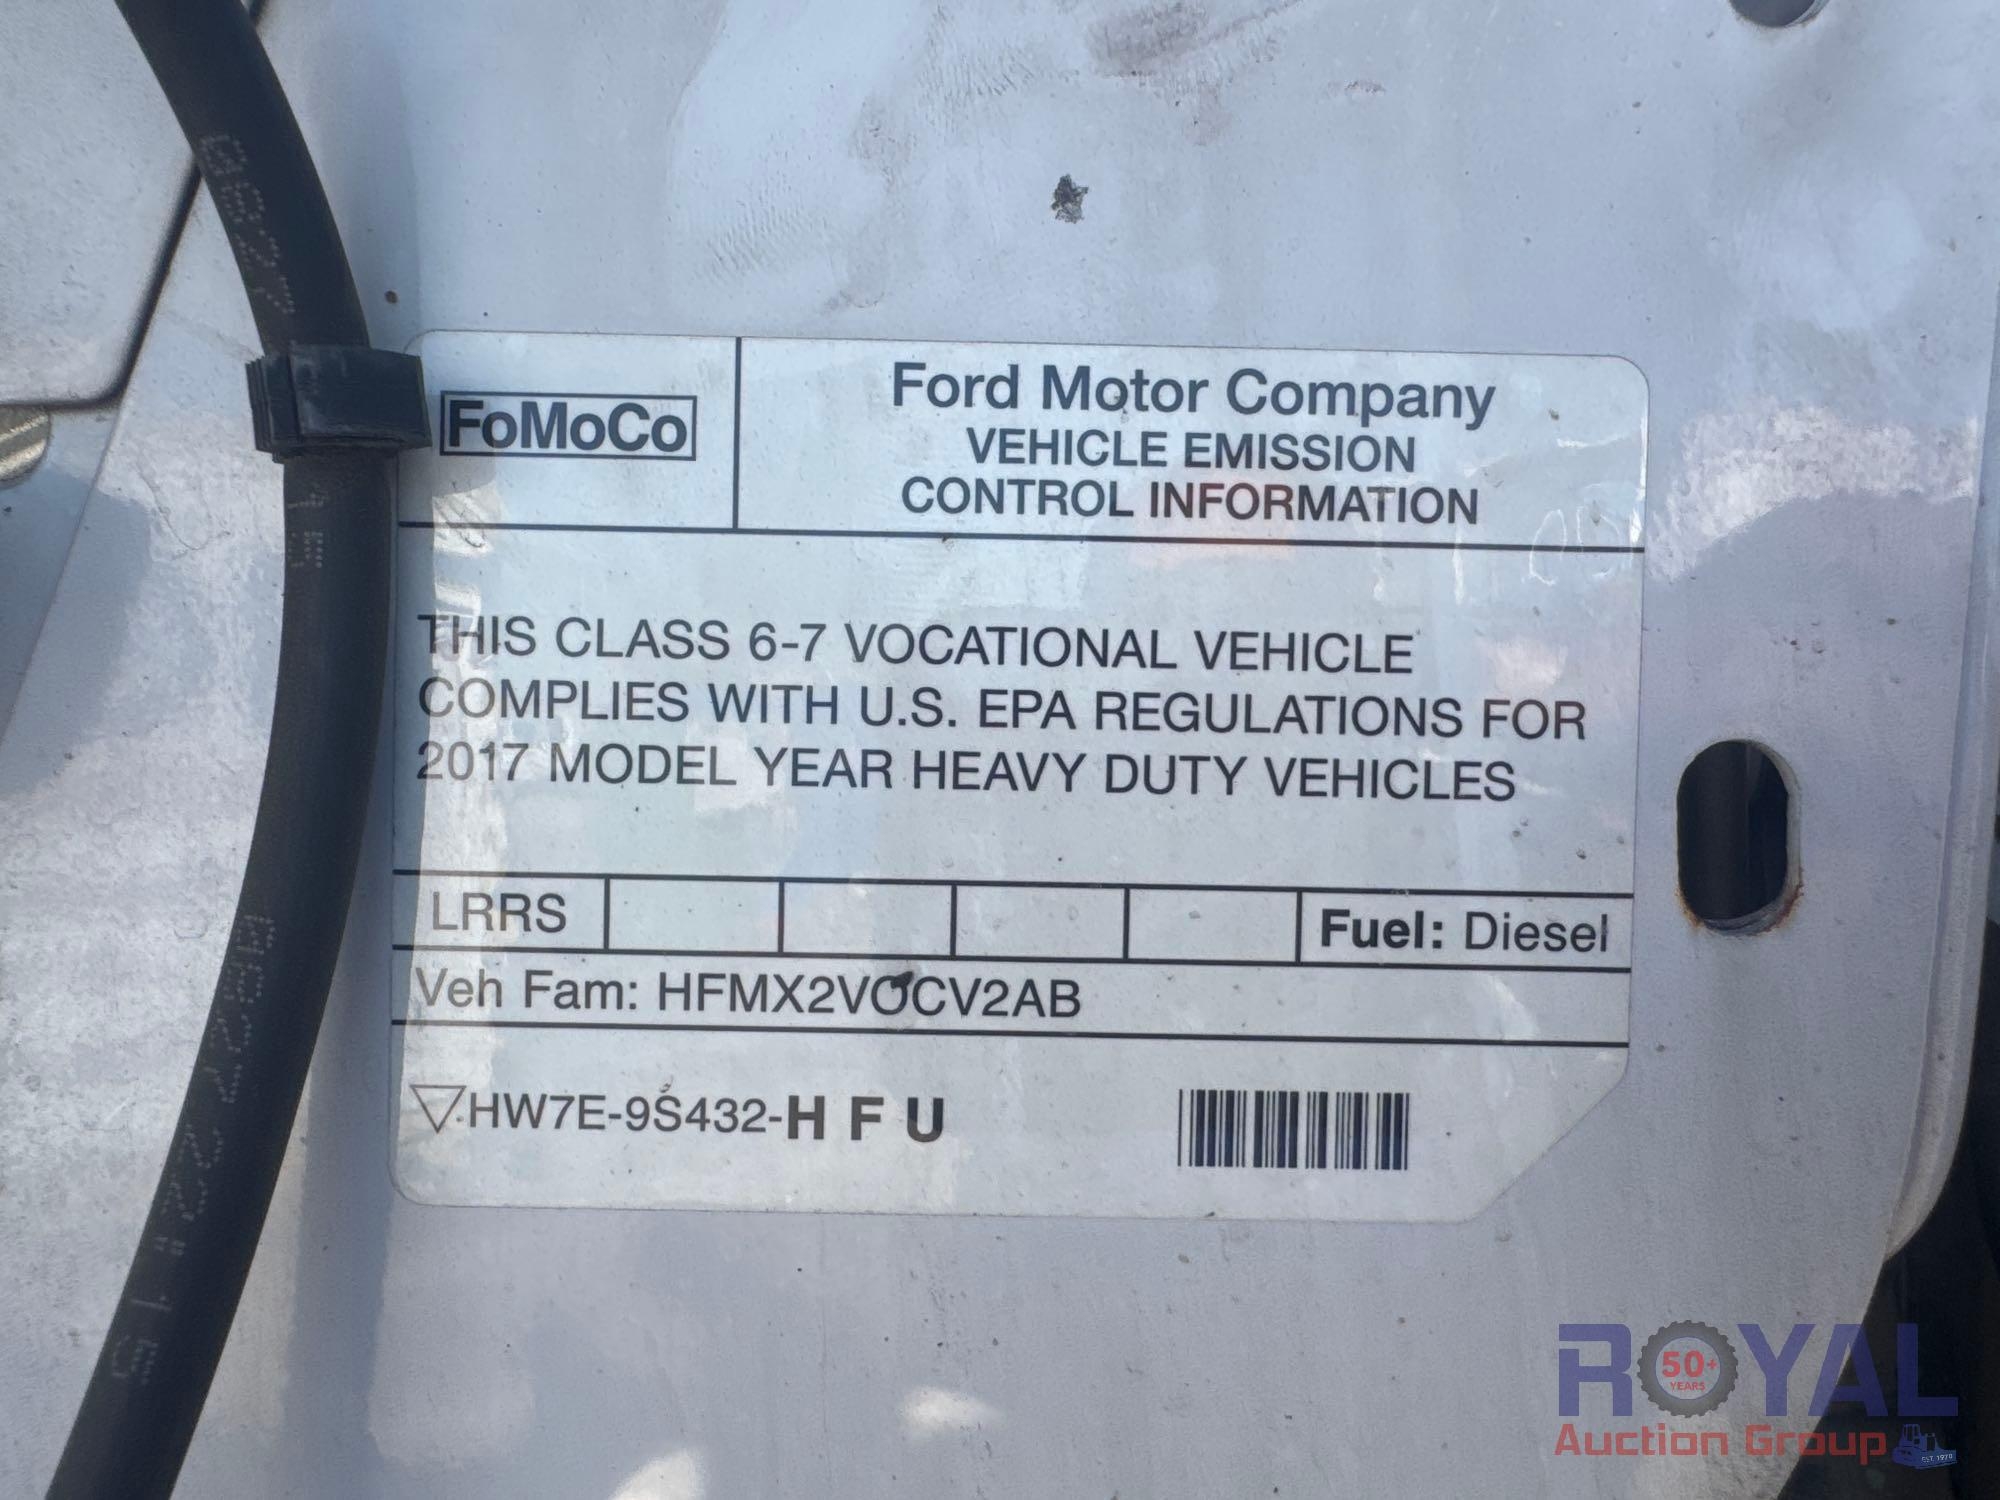 FoMoCo
Ford Motor Company
VEHICLE EMISSION
CONTROL INFORMATION
THIS CLASS 6-7 VOCATIONAL VEHICLE
COMPLIES WITH U.S. EPA REGULATIONS FOR
2017 MODEL YEAR HEAVY DUTY VEHICLES
LRRS
Fuel: Diesel
Veh Fam: HFMX2VOCV2AB
HW7E-9S432-H F U
ROYAL
50+
YEARS
Auction Group
EST. 1970